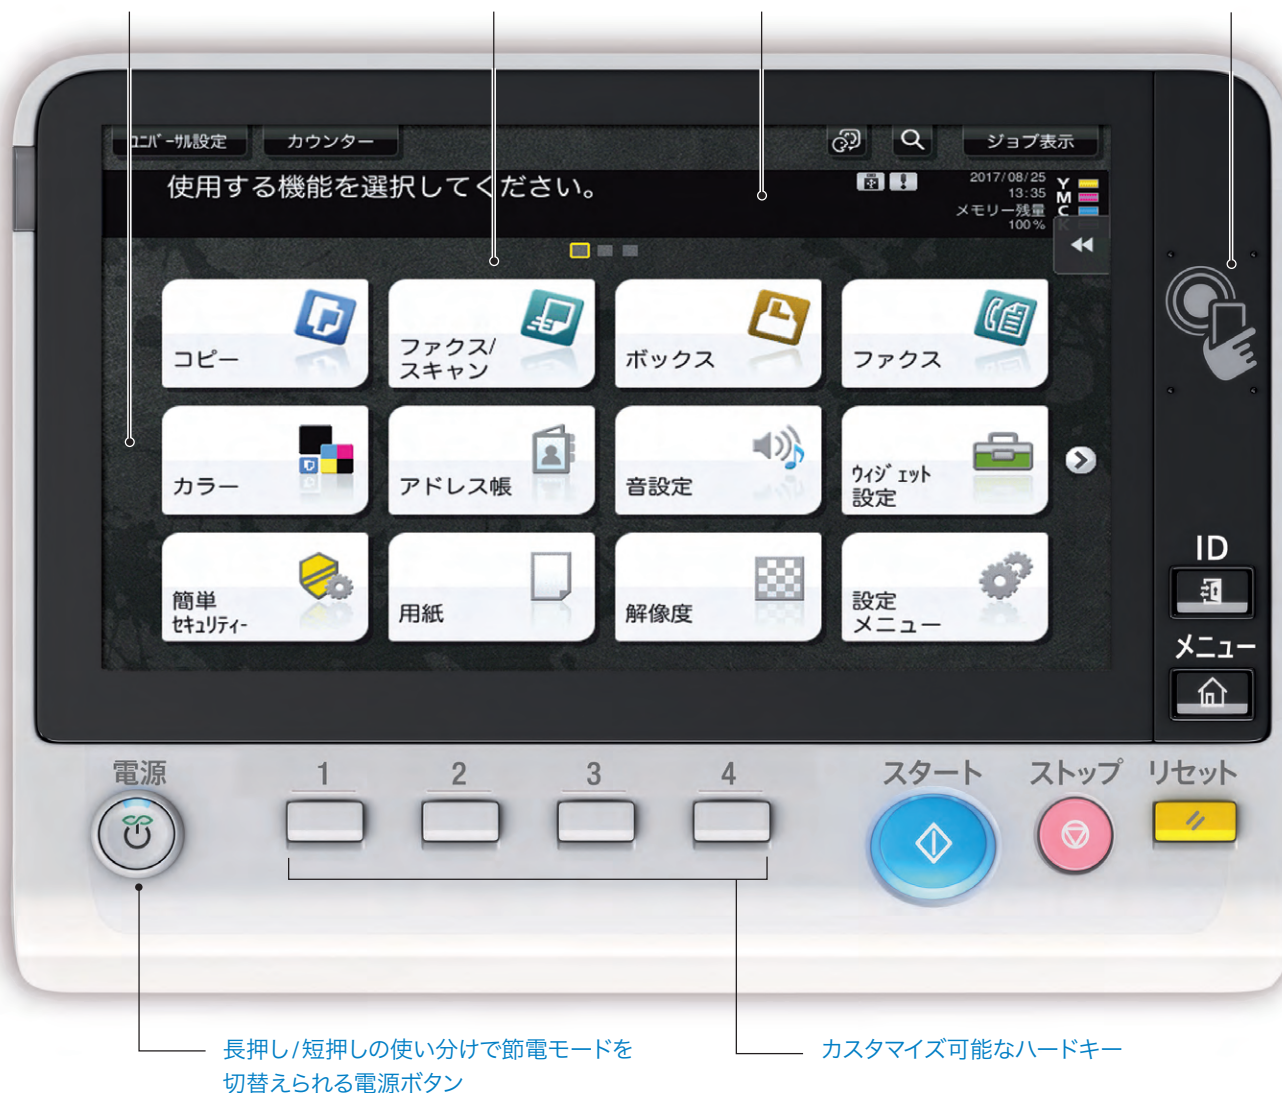 ユニバーサル設定
カウンター
ジョブ表示
使用する機能を選択してください。
2017/08/25
13:35
メモリー残量
100%
Y
M
C
K
コピー
ファクス/
スキャン
ボックス
ファクス
カラー
アドレス帳
音設定
ウィジェット
設定
簡単
セキュリティー
用紙
解像度
設定
メニュー
ID
メニュー
電源
1
2
3
4
スタート
ストップ
リセット
長押し/短押しの使い分けで節電モードを
切替えられる電源ボタン
カスタマイズ可能なハードキー